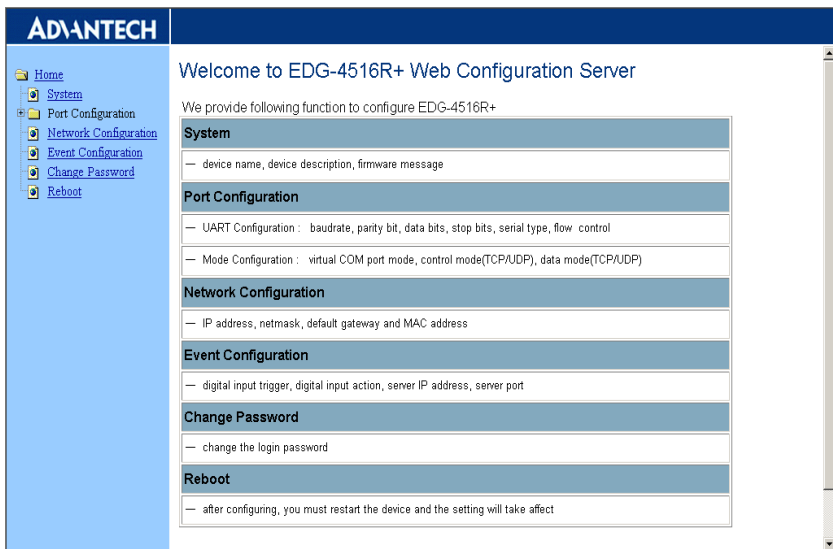 ADVANTECH
Home
System
Port Configuration
Network Configuration
Event Configuration
Change Password
Reboot
Welcome to EDG-4516R+ Web Configuration Server
We provide following function to configure EDG-4516R+
System
— device name, device description, firmware message
Port Configuration
— UART Configuration : baudrate, parity bit, data bits, stop bits, serial type, flow control
— Mode Configuration : virtual COM port mode, control mode(TCP/UDP), data mode(TCP/UDP)
Network Configuration
— IP address, netmask, default gateway and MAC address
Event Configuration
— digital input trigger, digital input action, server IP address, server port
Change Password
— change the login password
Reboot
— after configuring, you must restart the device and the setting will take affect